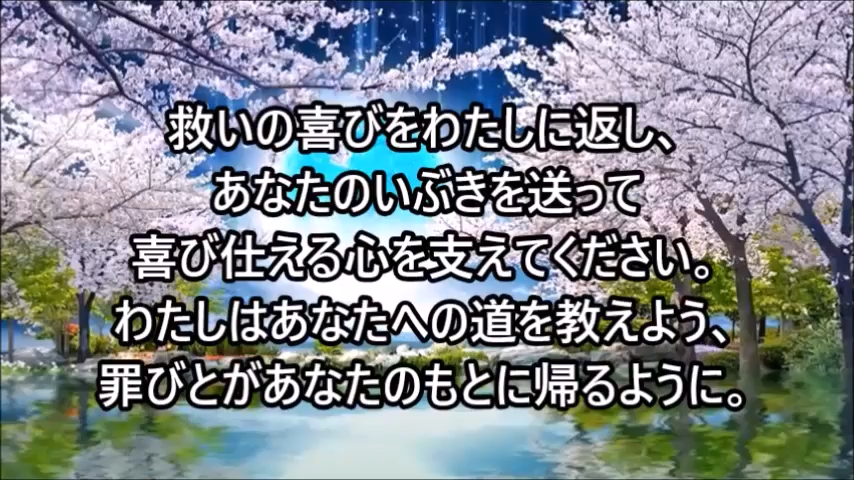 救いの喜びをわたしに返し、
あなたのいぶきを送って
喜び仕える心を支えてください。
わたしはあなたへの道を教えよう、
罪びとがあなたのもとに帰るように。